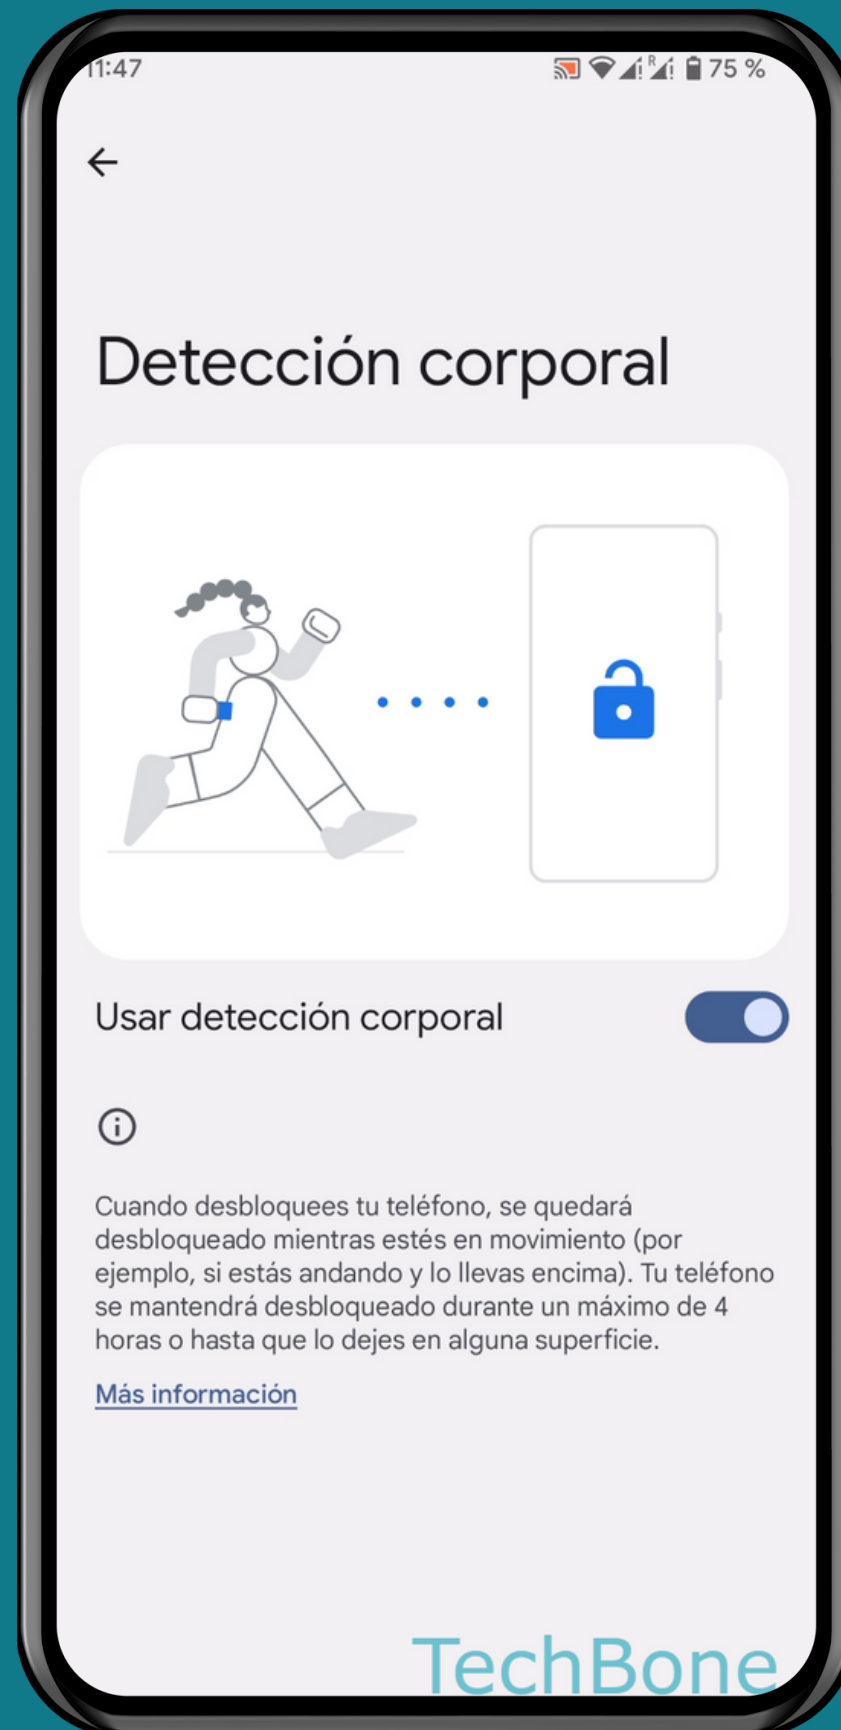 11:47
R
75 %
Detección corporal
Usar detección corporal
Cuando desbloquees tu teléfono, se quedará
desbloqueado mientras estés en movimiento (por
ejemplo, si estás andando y lo llevas encima). Tu teléfono
se mantendrá desbloqueado durante un máximo de 4
horas o hasta que lo dejes en alguna superficie.
Más información
TechBone